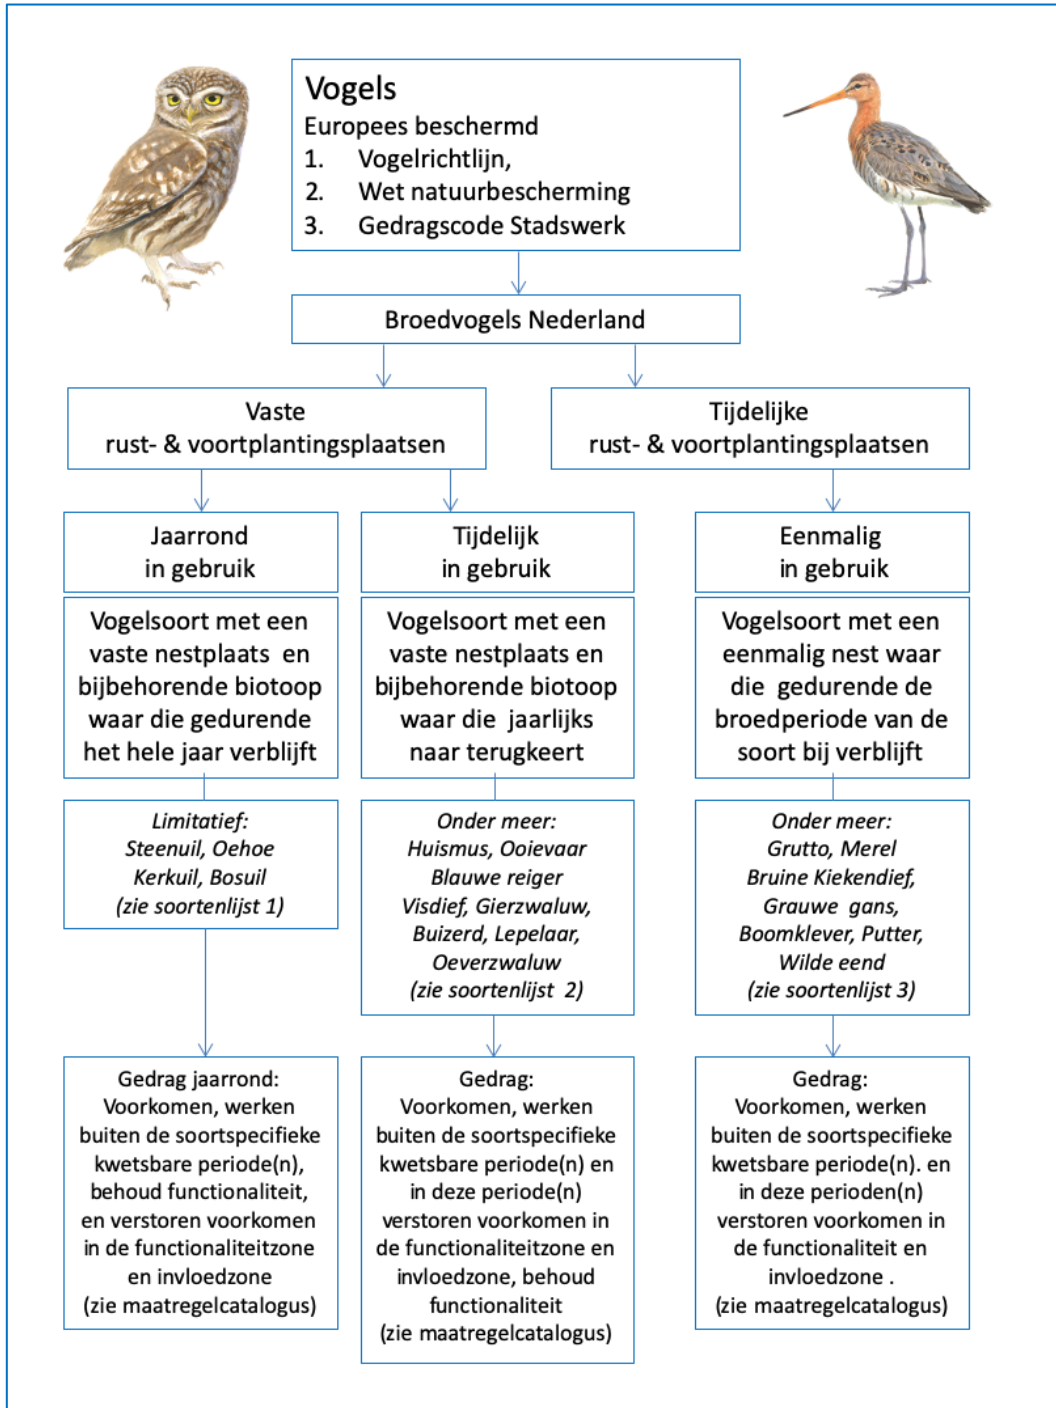 Vogels
Europees beschermd
1. Vogelrichtlijn,
2. Wet natuurbescherming
3. Gedragscode Stadswerk
Broedvogels Nederland
Vaste
rust- & voortplantingsplaatsen
Tijdelijke
rust- & voortplantingsplaatsen
Jaarrond
in gebruik
Vogelsoort met een
vaste nestplaats en
bijbehorende biotoop
waar die gedurende
het hele jaar verblijft
Limitatief:
Steenuil, Oehoe
Kerkuil, Bosuil
(zie soortenlijst 1)
Gedrag jaarrond:
Voorkomen, werken
buiten de soortspecifieke
kwetsbare periode(n),
behoud functionaliteit,
en verstoren voorkomen
in de functionaliteitzone
en invloedzone
(zie maatregelcatalogus)
Tijdelijk
in gebruik
Vogelsoort met een
vaste nestplaats en
bijbehorende biotoop
waar die jaarlijks
naar terugkeert
Onder meer:
Huismus, Ooievaar
Blauwe reiger
Visdief, Gierzwaluw,
Buizerd, Lepelaar,
Oeverzwaluw
(zie soortenlijst 2)
Gedrag:
Voorkomen, werken
buiten de soortspecifieke
kwetsbare periode(n) en
in deze periode(n)
verstoren voorkomen in
de functionaliteitzone en
invloedzone, behoud
functionaliteit
(zie maatregelcatalogus)
Eenmalig
in gebruik
Vogelsoort met een
eenmalig nest waar
die gedurende de
broedperiode van de
soort bij verblijft
Onder meer:
Grutto, Merel
Bruine Kiekendief,
Grauwe gans,
Boomklever, Putter,
Wilde eend
(zie soortenlijst 3)
Gedrag:
Voorkomen, werken
buiten de soortspecifieke
kwetsbare periode(n). en
in deze perioden(n)
verstoren voorkomen in
de functionaliteit en
invloedzone .
(zie maatregelcatalogus)